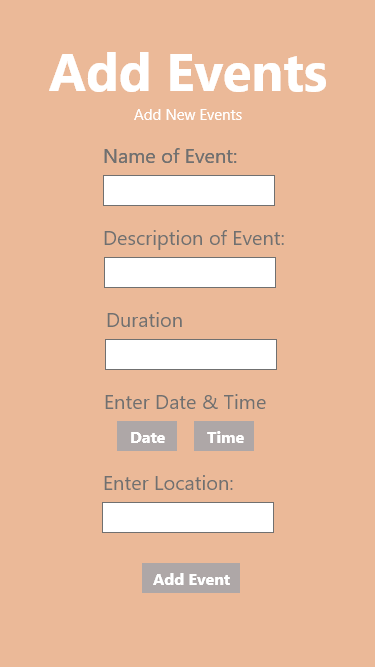 Add Events
Add New Events
Name of Event:
Description of Event:
Duration
Enter Date & Time
Date Time
Enter Location:
Add Event